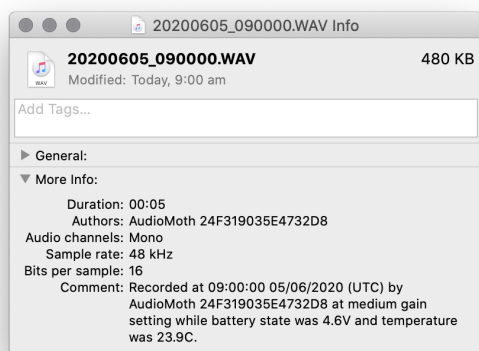 20200605_090000.WAV Info
20200605_090000.WAV 480 KB
WAV
Modified: Today, 9:00 am
Add Tags...
General:
More Info:
Duration: 00:05
Authors: AudioMoth 24F319035E4732D8
Audio channels: Mono
Sample rate: 48 kHz
Bits per sample: 16
Comment: Recorded at 09:00:00 05/06/2020 (UTC) by
AudioMoth 24F319035E4732D8 at medium gain
setting while battery state was 4.6V and temperature
was 23.9C.